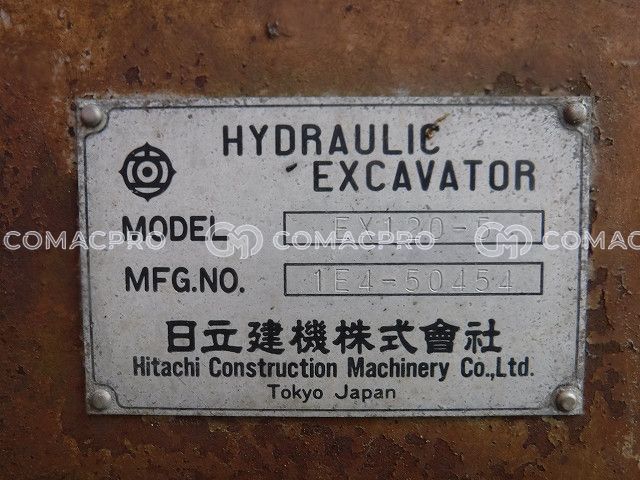 HYDRAULIC
EXCAVATOR
MODEL EX120-5
COMACPRO COMACPRO COMACPRO
MFG.NO. 1E4-50454
日立建機株式會社
Hitachi Construction Machinery Co.,Ltd.
Tokyo Japan